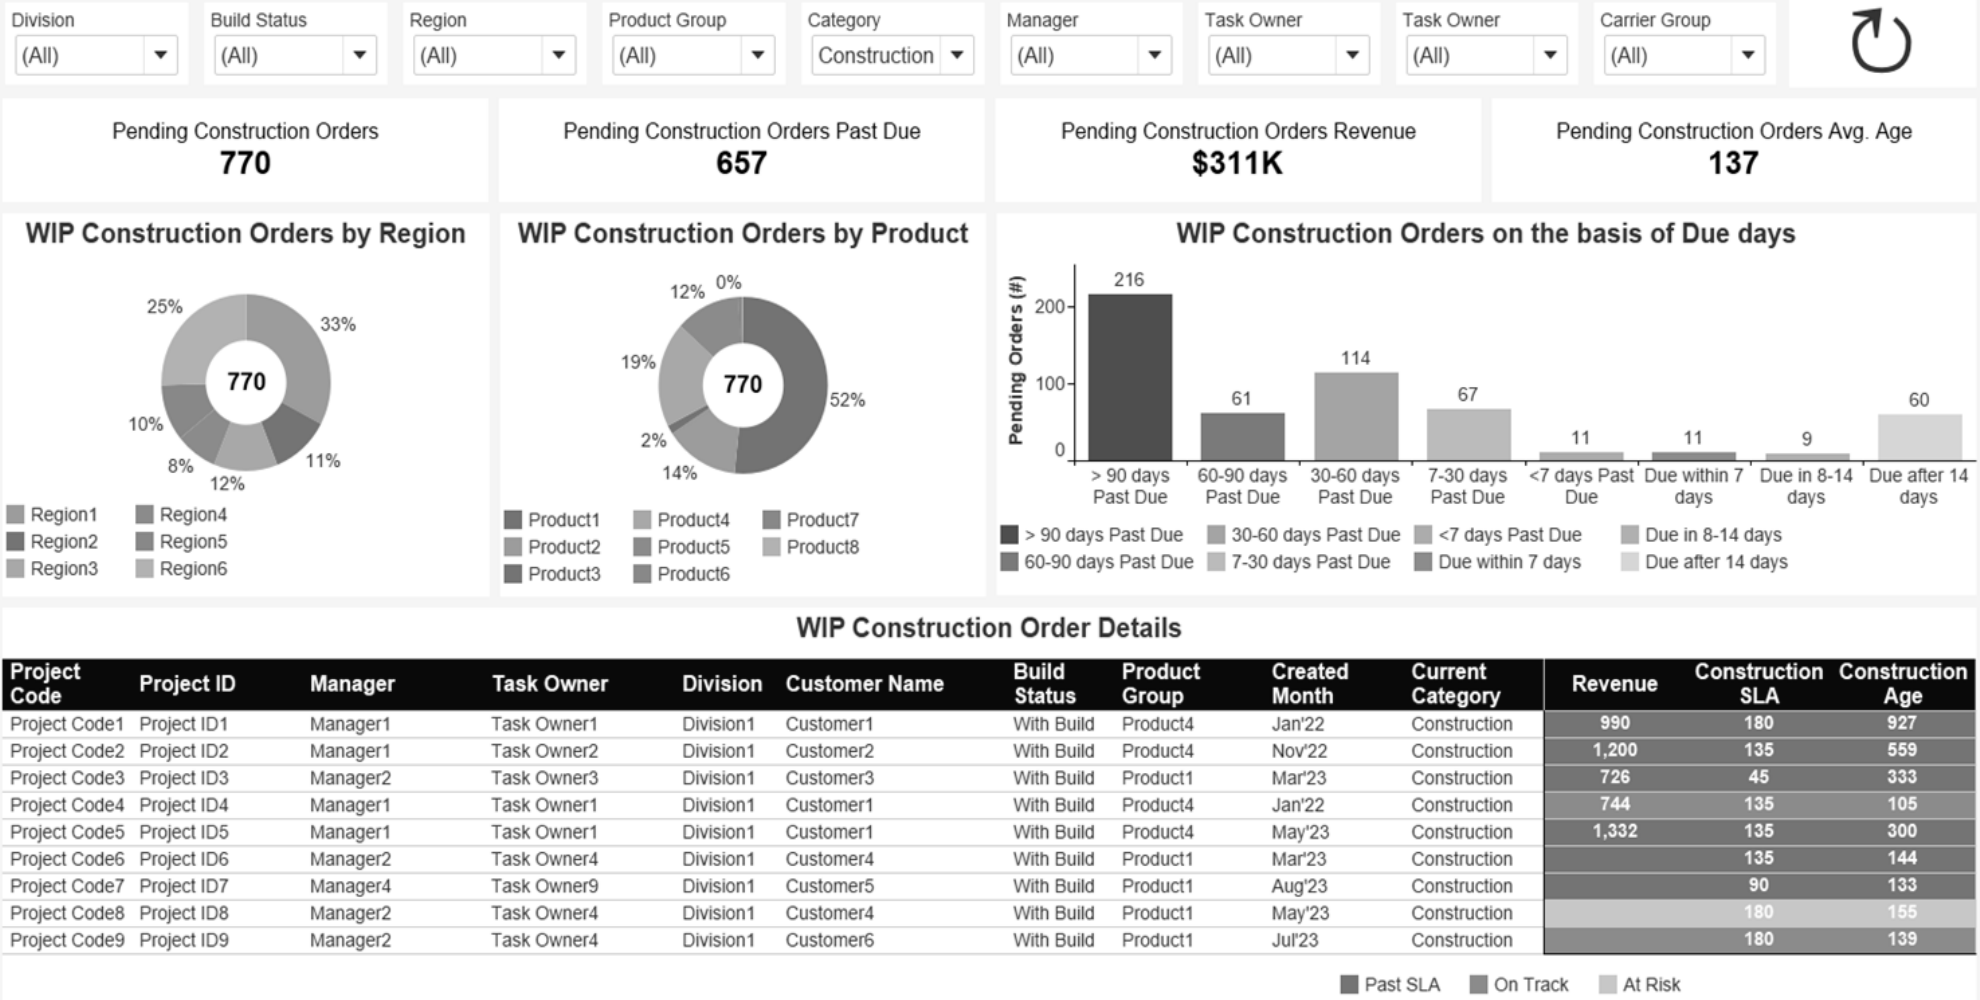 Division Build Status Region Product Group Category Manager Task Owner Task Owner Carrier Group
(All) (All) (All) (All) Construction (All) (All) (All) (All)
Pending Construction Orders
770
Pending Construction Orders Past Due
657
Pending Construction Orders Revenue
$311K
Pending Construction Orders Avg. Age
137
WIP Construction Orders by Region
25%
33%
770
10%
8%
12%
11%
Region1 Region4
Region2 Region5
Region3 Region6
WIP Construction Orders by Product
12% 0%
19%
770
52%
2%
14%
Product1 Product4 Product7
Product2 Product5 Product8
Product3 Product6
WIP Construction Orders on the basis of Due days
Pending Orders (#)
200
100
0
216
61
114
67
11
11
9
60
> 90 days Past Due
60-90 days Past Due
30-60 days Past Due
7-30 days Past Due
<7 days Past Due
Due within 7 days
Due in 8-14 days
Due after 14 days
> 90 days Past Due 30-60 days Past Due <7 days Past Due Due in 8-14 days
60-90 days Past Due 7-30 days Past Due Due within 7 days Due after 14 days
WIP Construction Order Details
Project Code Project ID Manager Task Owner Division Customer Name Build Status Product Group Created Month Current Category Revenue Construction SLA Construction Age
Project Code1 Project ID1 Manager1 Task Owner1 Division1 Customer1 With Build Product4 Jan'22 Construction 990 180 927
Project Code2 Project ID2 Manager1 Task Owner2 Division1 Customer2 With Build Product4 Nov'22 Construction 1,200 135 559
Project Code3 Project ID3 Manager2 Task Owner3 Division1 Customer3 With Build Product1 Mar'23 Construction 726 45 333
Project Code4 Project ID4 Manager1 Task Owner1 Division1 Customer1 With Build Product4 Jan'22 Construction 744 135 105
Project Code5 Project ID5 Manager1 Task Owner1 Division1 Customer1 With Build Product4 May'23 Construction 1,332 135 300
Project Code6 Project ID6 Manager2 Task Owner4 Division1 Customer4 With Build Product1 Mar'23 Construction 135 144
Project Code7 Project ID7 Manager4 Task Owner9 Division1 Customer5 With Build Product1 Aug'23 Construction 90 133
Project Code8 Project ID8 Manager2 Task Owner4 Division1 Customer4 With Build Product1 May'23 Construction 180 155
Project Code9 Project ID9 Manager2 Task Owner4 Division1 Customer6 With Build Product1 Jul'23 Construction 180 139
Past SLA On Track At Risk